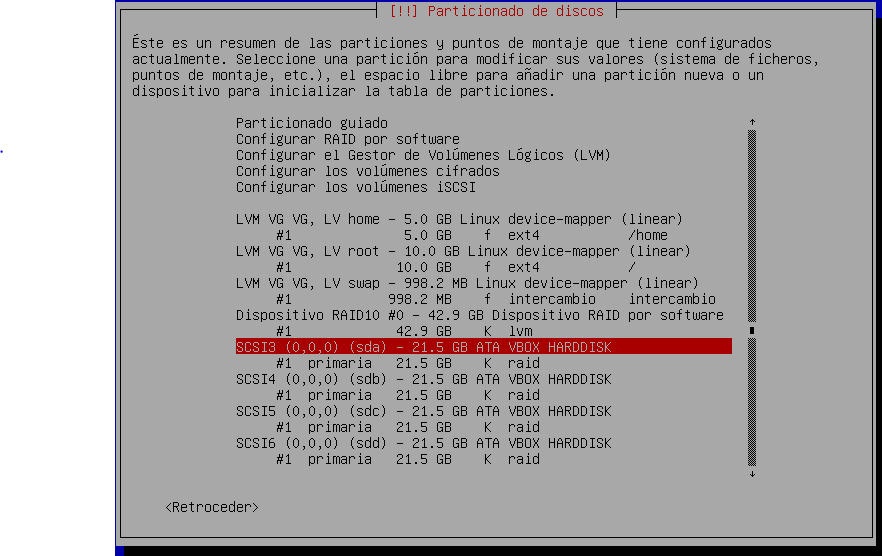 [!!] Particionado de discos
Éste es un resumen de las particiones y puntos de montaje que tiene configurados
actualmente. Seleccione una partición para modificar sus valores (sistema de ficheros,
puntos de montaje, etc.), el espacio libre para añadir una partición nueva o un
dispositivo para inicializar la tabla de particiones.
Particionado guiado
Configurar RAID por software
Configurar el Gestor de Volúmenes Lógicos (LVM)
Configurar los volúmenes cifrados
Configurar los volúmenes iSCSI
LVM VG VG, LV home - 5.0 GB Linux device-mapper (linear)
#1 5.0 GB f ext4 /home
LVM VG VG, LV root - 10.0 GB Linux device-mapper (linear)
#1 10.0 GB f ext4 /
LVM VG VG, LV swap - 998.2 MB Linux device-mapper (linear)
#1 998.2 MB f intercambio intercambio
Dispositivo RAID10 #0 - 42.9 GB Dispositivo RAID por software
#1 42.9 GB K lvm
SCSI3 (0,0,0) (sda) - 21.5 GB ATA VBOX HARDDISK
#1 primaria 21.5 GB K raid
SCSI4 (0,0,0) (sdb) - 21.5 GB ATA VBOX HARDDISK
#1 primaria 21.5 GB K raid
SCSI5 (0,0,0) (sdc) - 21.5 GB ATA VBOX HARDDISK
#1 primaria 21.5 GB K raid
SCSI6 (0,0,0) (sdd) - 21.5 GB ATA VBOX HARDDISK
#1 primaria 21.5 GB K raid
<Retroceder>